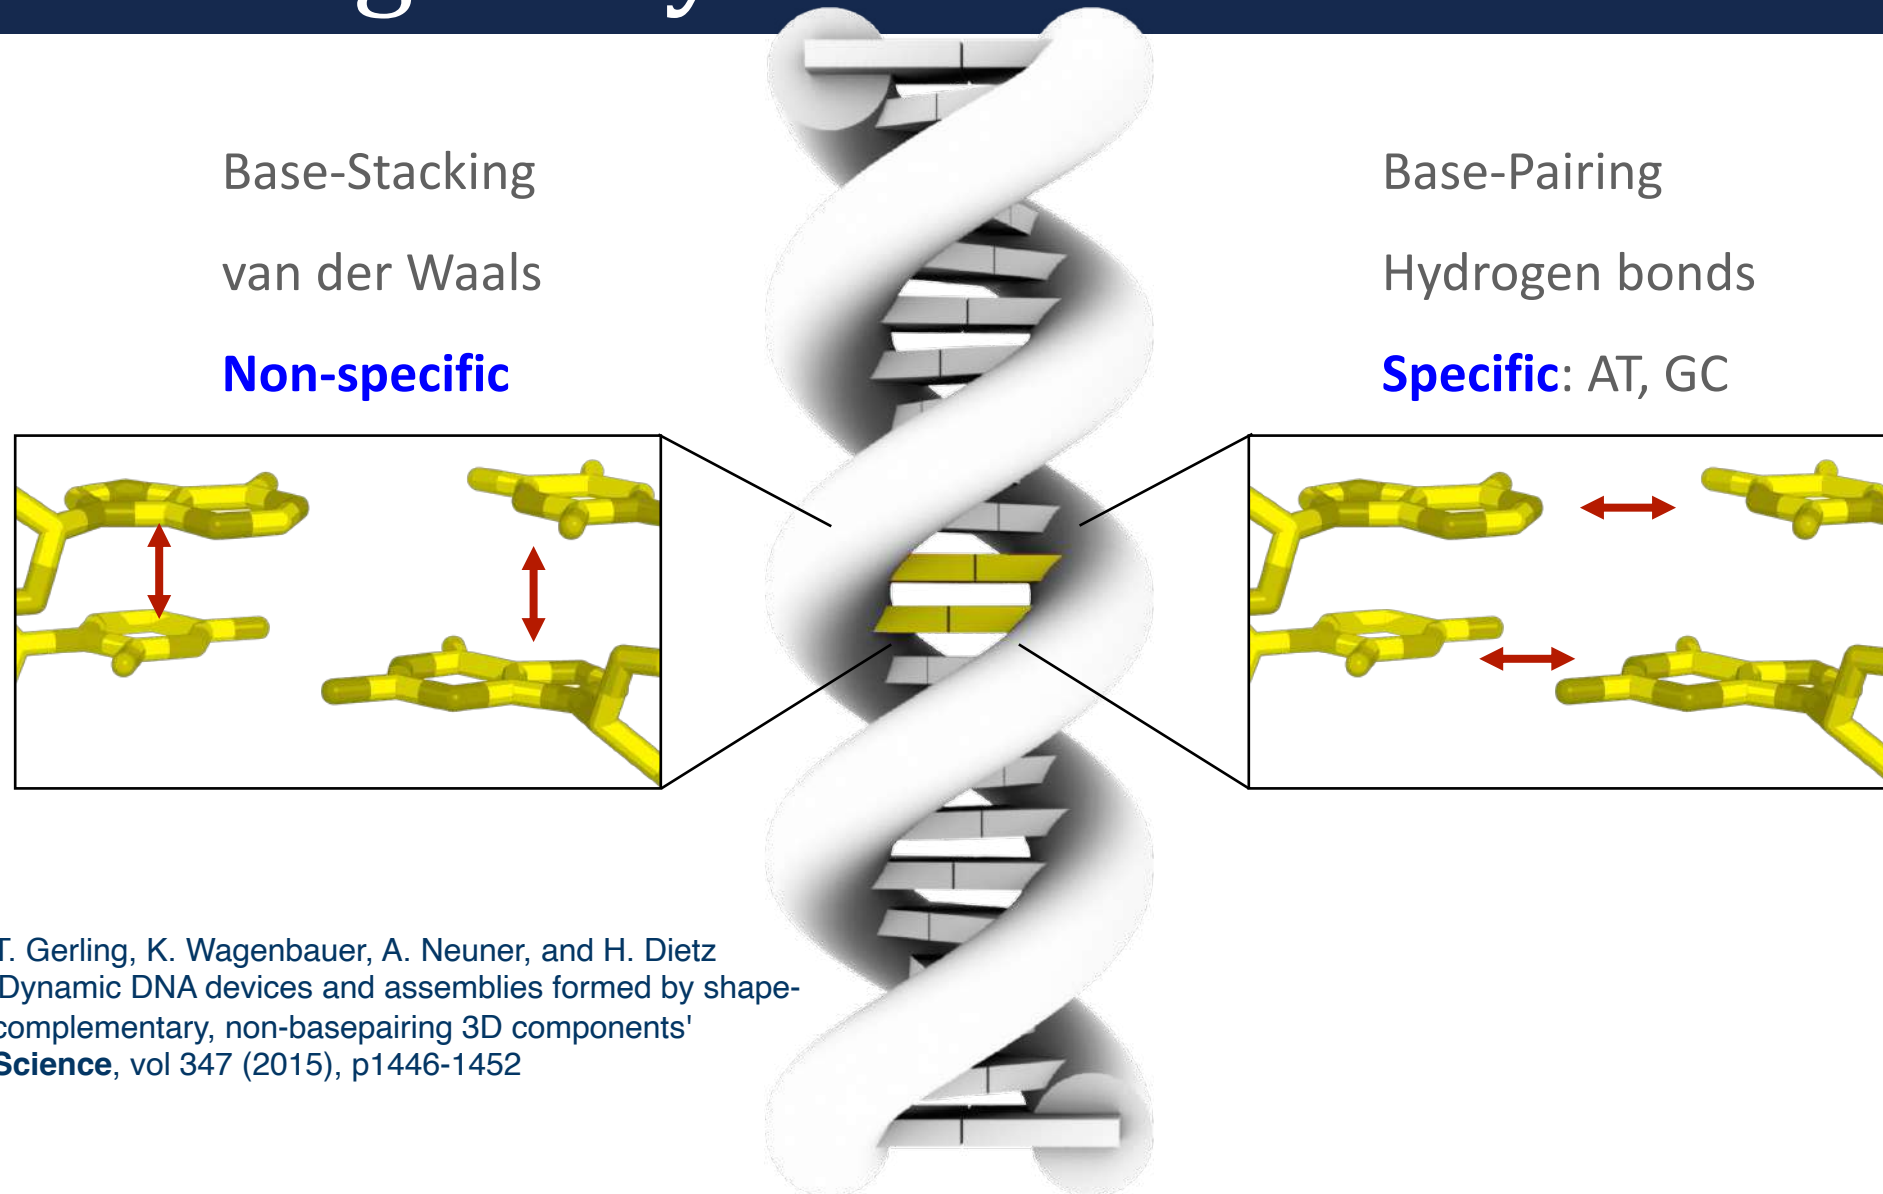 Base-Stacking
van der Waals
Non-specific
Base-Pairing
Hydrogen bonds
Specific: AT, GC
T. Gerling, K. Wagenbauer, A. Neuner, and H. Dietz
Dynamic DNA devices and assemblies formed by shape-
complementary, non-basepairing 3D components'
Science, vol 347 (2015), p1446-1452